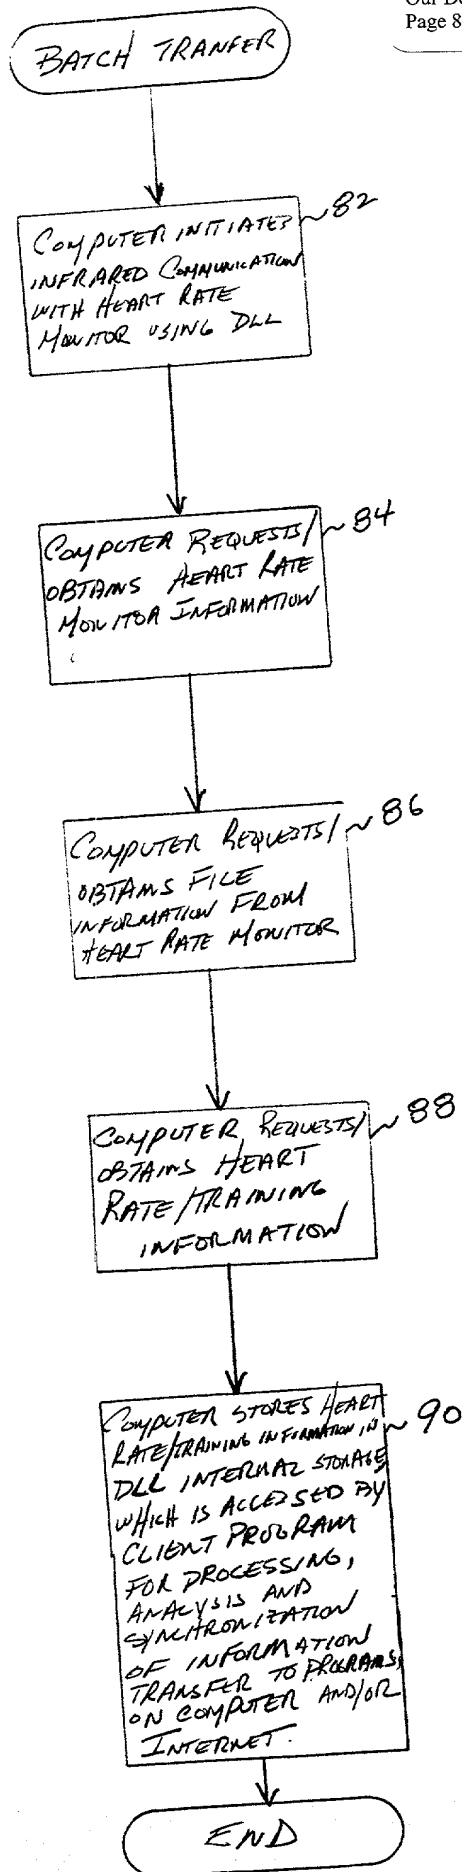 Our Do
Page 8
BATCH TRANFER
82
COMPUTER INITIATES
INFRARED COMMUNICATION
WITH HEART RATE
MONITOR USING DLL
84
COMPUTER REQUESTS/
OBTAINS HEART RATE
MONITOR INFORMATION
86
COMPUTER REQUESTS/
OBTAINS FILE
INFORMATION FROM
HEART RATE MONITOR
88
COMPUTER REQUESTS/
OBTAINS HEART
RATE/TRAINING
INFORMATION
90
COMPUTER STORES HEART
RATE/TRAINING INFORMATION IN
DLL INTERNAL STORAGE
WHICH IS ACCESSED BY
CLIENT PROGRAM
FOR PROCESSING,
ANALYSIS AND
SYNCHRONIZATION
OF INFORMATION
TRANSFER TO PROGRAMS
ON COMPUTER AND/OR
INTERNET.
END